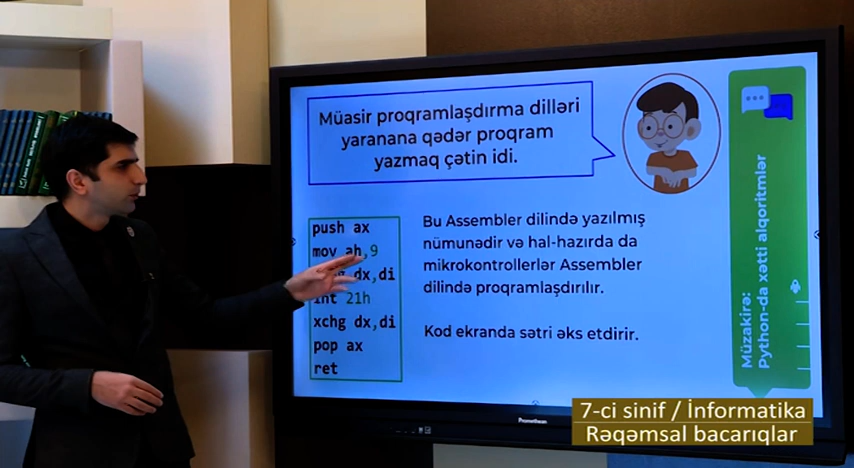 Müasir proqramlaşdırma dilləri
yaranana qədər proqram
yazmaq çətin idi.
push ax
mov ah,9
dx,di
int 21h
xchg dx,di
pop ax
ret
Bu Assembler dilində yazılmış
nümunədir və hal-hazırda da
mikrokontrollerlər Assembler
dilində proqramlaşdırılır.
Kod ekranda sətri əks etdirir.
Müzakirə:
Python-da xətti alqoritmlər
Promethean
7-ci sinif / İnformatika
Rəqəmsal bacarıqlar